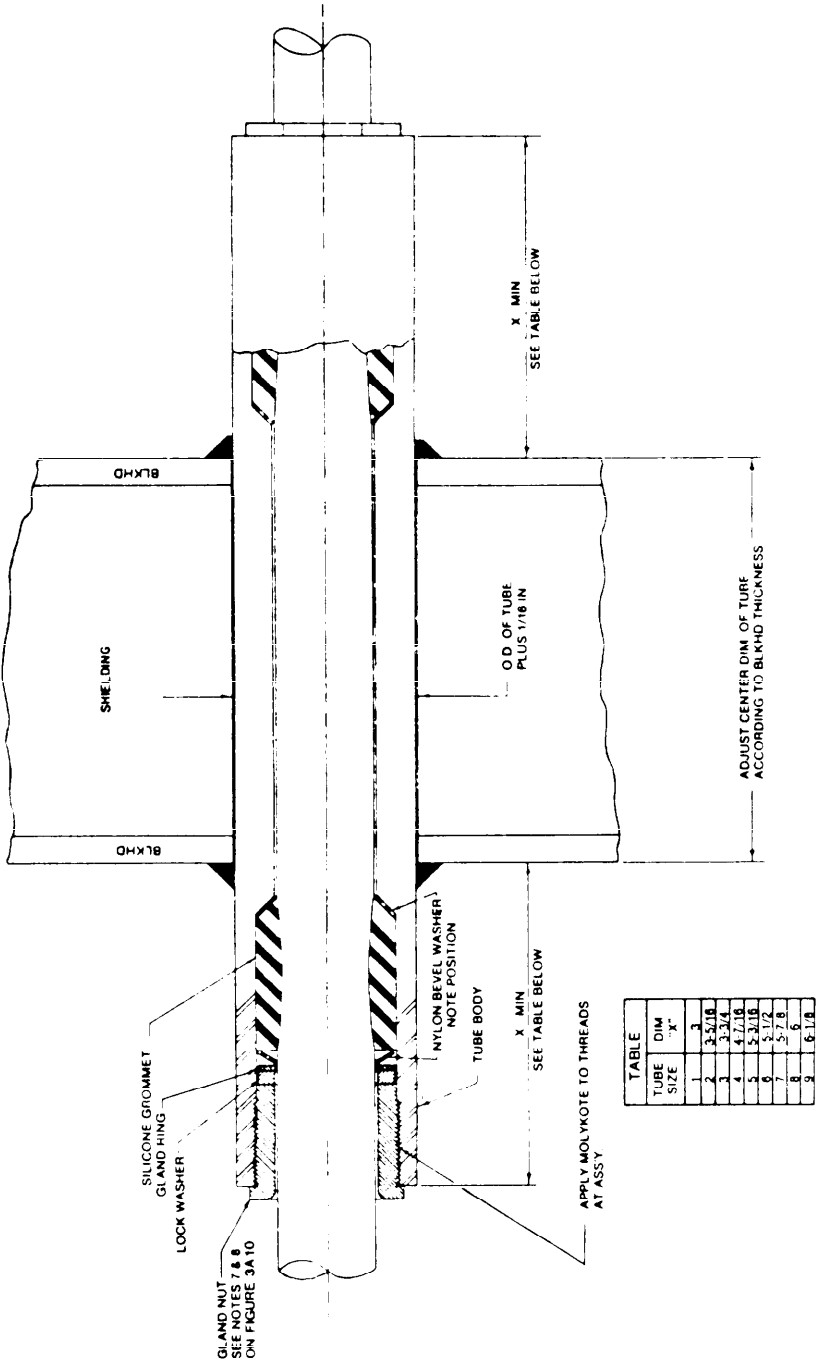 BLKHD
SHIELDING
BLKHD
X MIN
SEE TABLE BELOW
O D OF TUBE
PLUS 1/16 IN
ADJUST CENTER DIM OF TUBE
ACCORDING TO BLKHD THICKNESS
SILICONE GROMMET
GLAND RING
LOCK WASHER
GLAND NUT
SEE NOTES 7 & 8
ON FIGURE 3A10
NYLON BEVEL WASHER
NOTE POSITION
TUBE BODY
X MIN
SEE TABLE BELOW
APPLY MOLYKOTE TO THREADS
AT ASS'Y
TABLE
TUBE SIZE DIM "X"
1 3
2 3-5/16
3 3-3/4
4 4-7/16
5 5-3/16
6 5-1/2
7 5-7 8
8 6
9 6-1/8